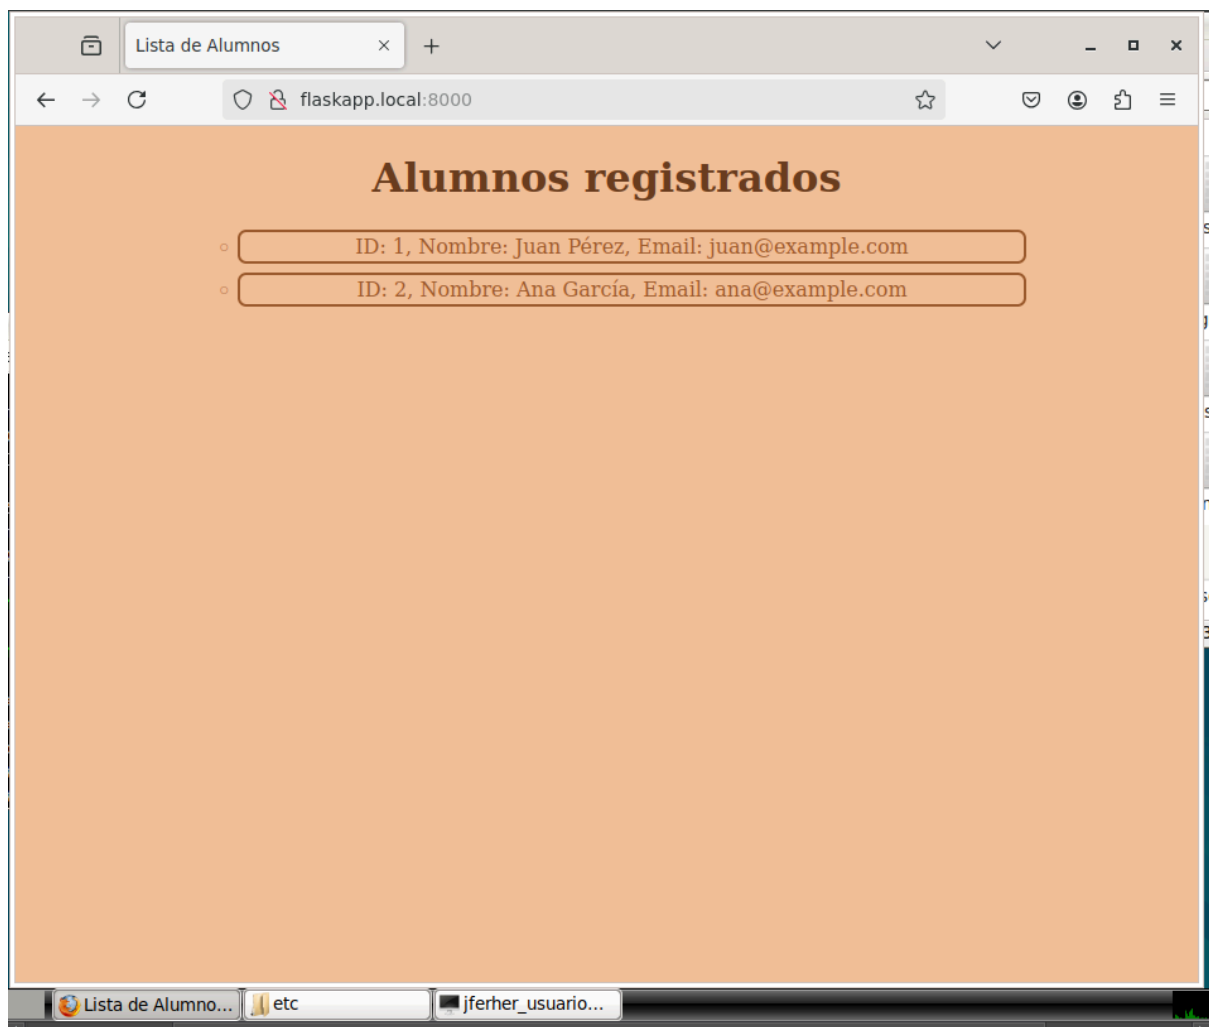 Lista de Alumnos
flaskapp.local:8000
Alumnos registrados
ID: 1, Nombre: Juan Pérez, Email: juan@example.com
ID: 2, Nombre: Ana García, Email: ana@example.com
Lista de Alumno...
etc
jferher_usuario...